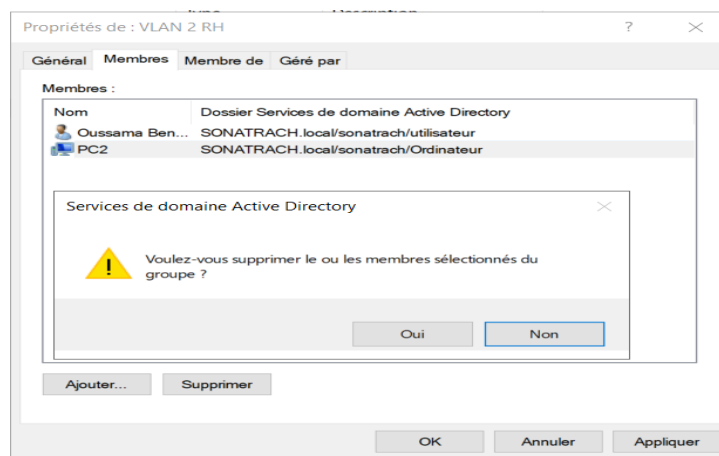 Propriétés de : VLAN 2 RH ? ×
Général Membres Membre de Géré par
Membres :
Nom Dossier Services de domaine Active Directory
Oussama Ben... SONATRACH.local/sonatrach/utilisateur
PC2 SONATRACH.local/sonatrach/Ordinateur
Services de domaine Active Directory ×
Voulez-vous supprimer le ou les membres sélectionnés du
groupe ?
Oui Non
Ajouter... Supprimer
OK Annuler Appliquer